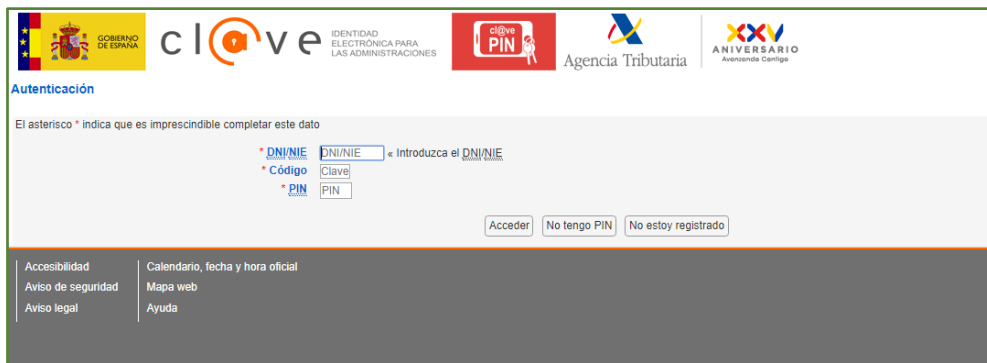 GOBIERNO
DE ESPAÑA
cl@ve
IDENTIDAD
ELECTRÓNICA PARA
LAS ADMINISTRACIONES
cl@ve
PIN
Agencia Tributaria
XXV
ANIVERSARIO
Avanzando Contigo
Autenticación
El asterisco * indica que es imprescindible completar este dato
* DNI/NIE DNI/NIE « Introduzca el DNI/NIE
* Código Clave
* PIN PIN
Acceder No tengo PIN No estoy registrado
Accesibilidad Calendario, fecha y hora oficial
Aviso de seguridad Mapa web
Aviso legal Ayuda